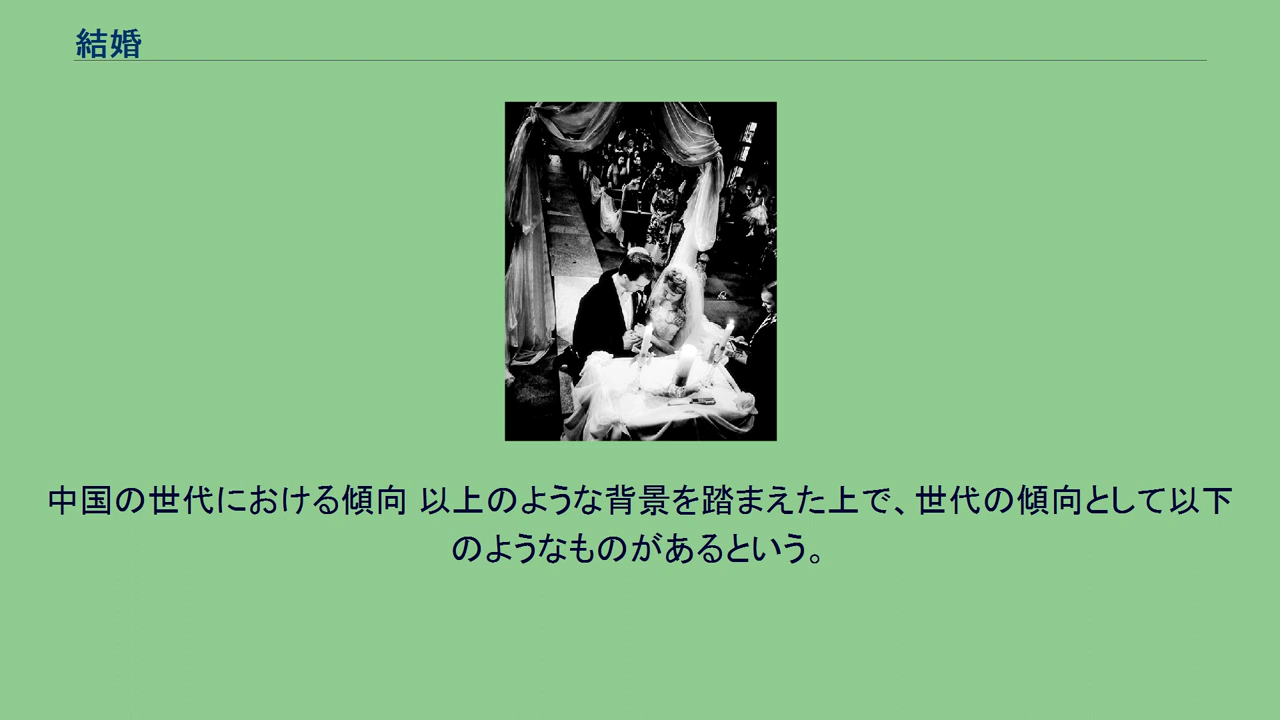 結婚
中国の世代における傾向 以上のような背景を踏まえた上で、世代の傾向として以下
のようなものがあるという。